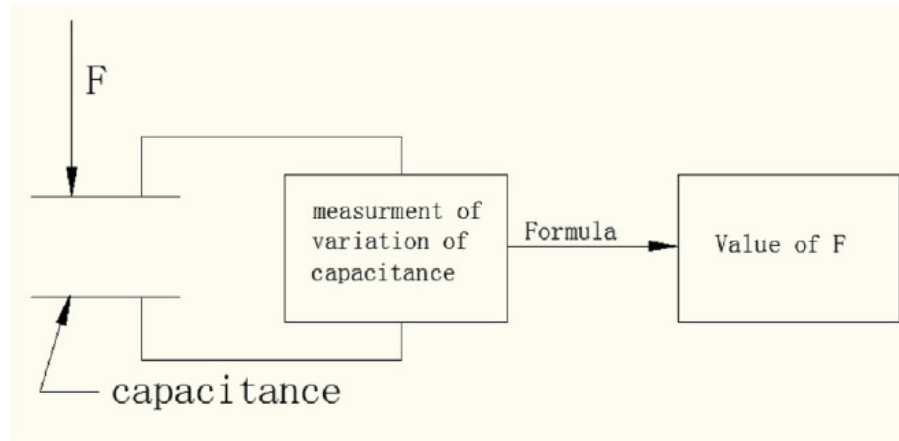 F
measurment of
variation of
capacitance
Formula
Value of F
capacitance